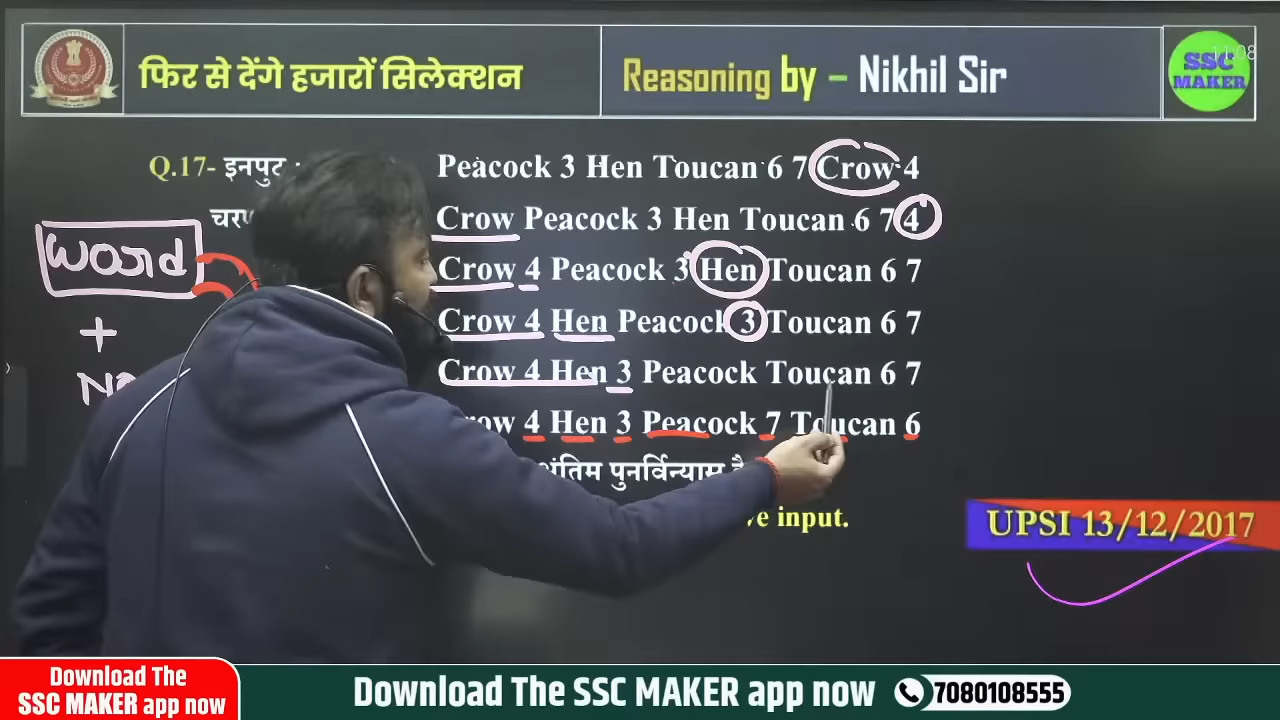 फिर से देंगे हजारों सिलेक्शन
Reasoning by – Nikhil Sir
SSC MAKER
11:08
Q.17- इनपुट Peacock 3 Hen Toucan 6 7 Crow 4
Crow Peacock 3 Hen Toucan 6 7 4
Crow 4 Peacock 3 Hen Toucan 6 7
Crow 4 Hen Peacock 3 Toucan 6 7
Crow 4 Hen 3 Peacock Toucan 6 7
4 Hen 3 Peacock 7 Toucan 6
word
+
अंतिम पुनर्विन्यास
input.
UPSI 13/12/2017
Download The
SSC MAKER app now
Download The SSC MAKER app now
7080108555